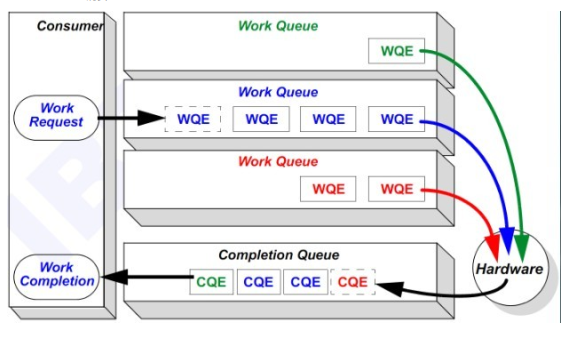 Consumer
Work Queue
WQE
Work Queue
Work
Request
WQE WQE WQE WQE
Work Queue
WQE WQE
Completion Queue
Work
Completion
CQE CQE CQE CQE
Hardware